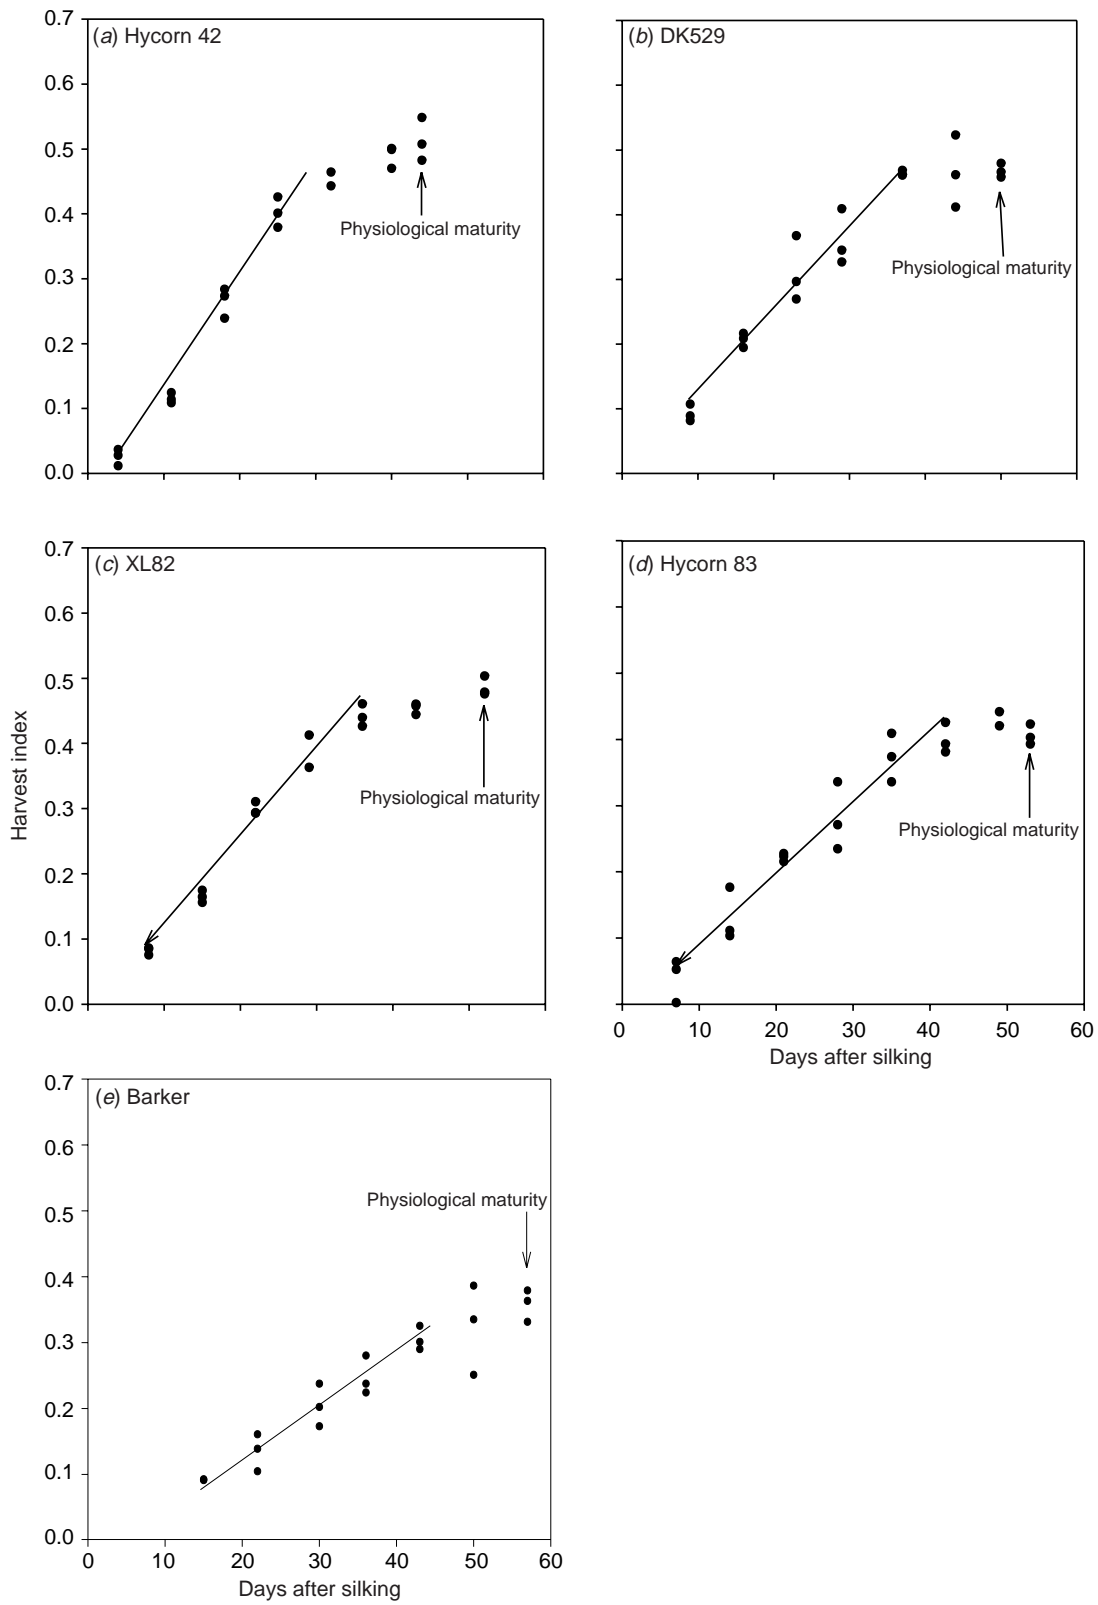 0.7
(a) Hycorn 42
0.6
0.5
0.4
0.3
0.2
0.1
0.0
Physiological maturity
(b) DK529
Physiological maturity
Harvest index
0.7
(c) XL82
0.6
0.5
0.4
0.3
0.2
0.1
0.0
Physiological maturity
(d) Hycorn 83
Physiological maturity
0 10 20 30 40 50 60
Days after silking
0.7
(e) Barker
0.6
0.5
0.4
0.3
0.2
0.1
0.0
Physiological maturity
0 10 20 30 40 50 60
Days after silking